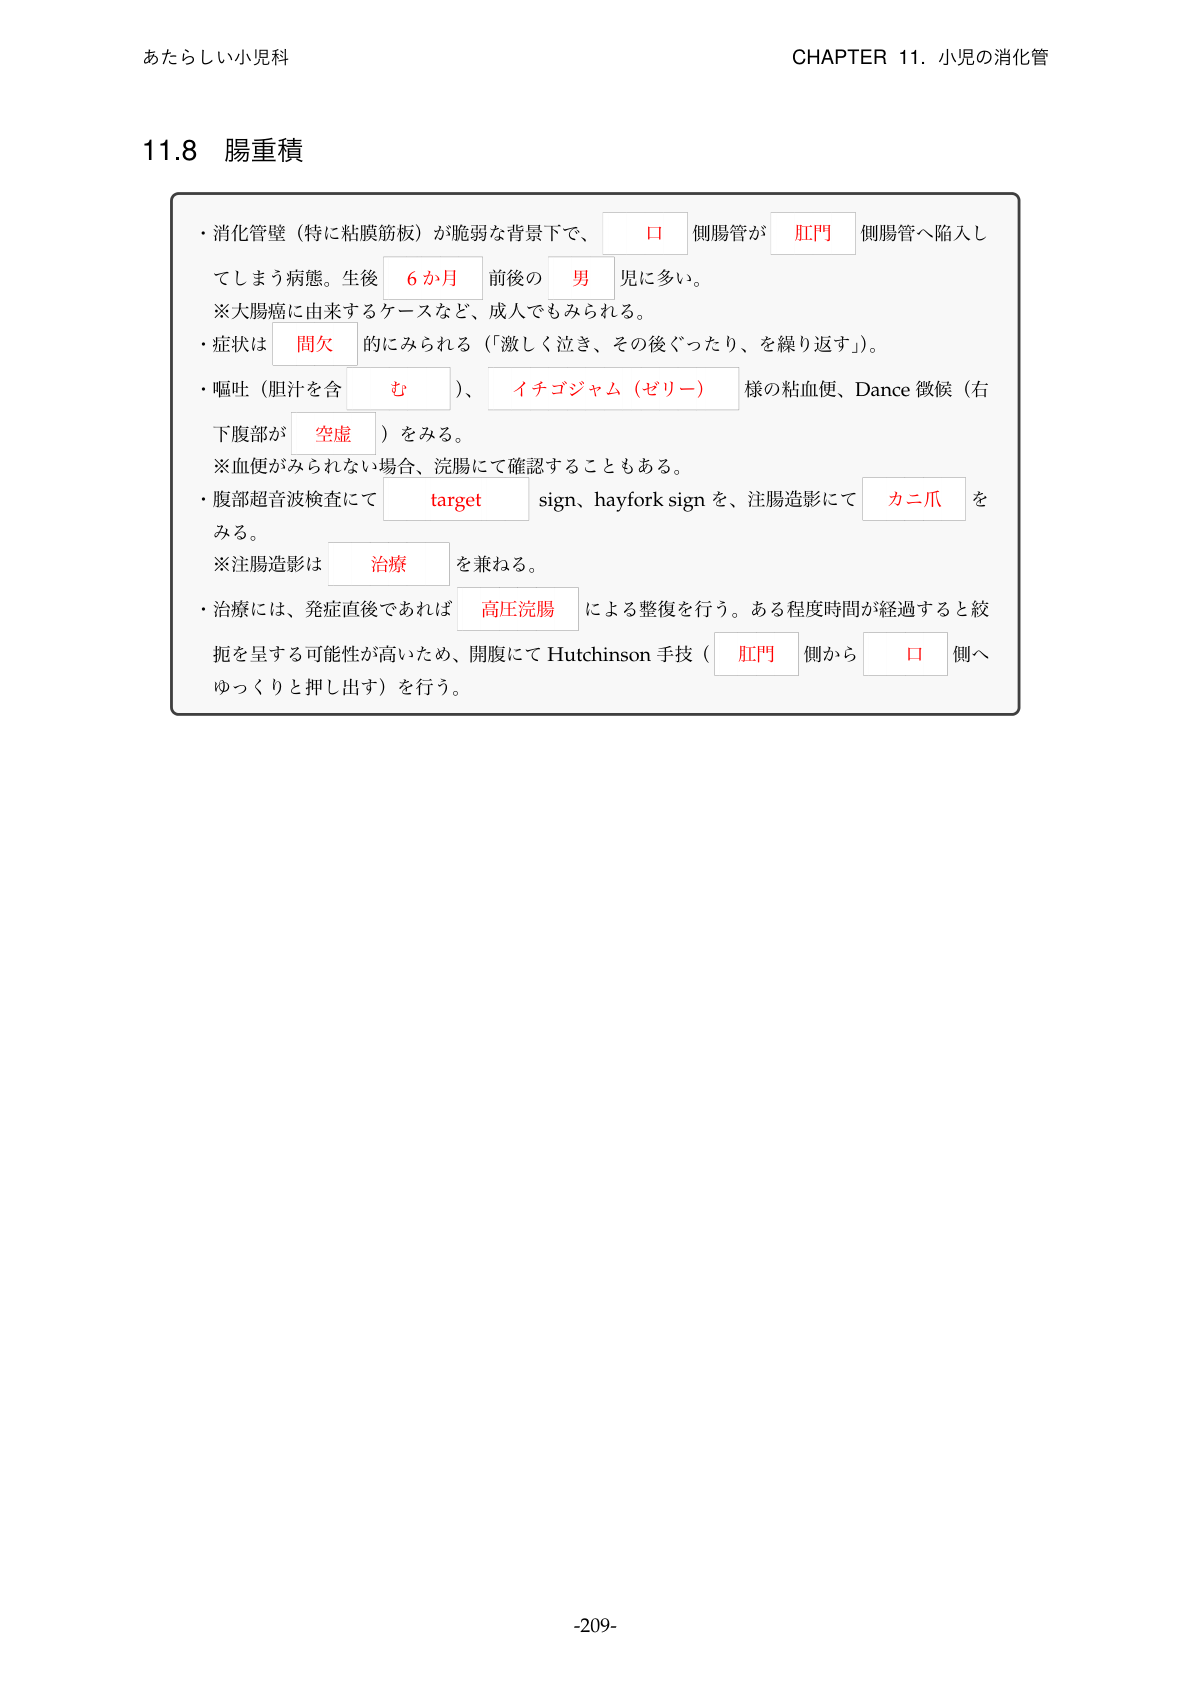 あたらしい小児科 CHAPTER 11. 小児の消化管
11.8 腸重積
・消化管壁（特に粘膜筋板）が脆弱な背景下で、 口 側腸管が 肛門 側腸管へ陥入し
てしまう病態。生後 6か月 前後の 男 児に多い。
※大腸癌に由来するケースなど、成人でもみられる。
・症状は 間欠 的にみられる（「激しく泣き、その後ぐったり、を繰り返す」）。
・嘔吐（胆汁を含 む ）、 イチゴジャム（ゼリー） 様の粘血便、Dance 徴候（右
下腹部が 空虚 ）をみる。
※血便がみられない場合、浣腸にて確認することもある。
・腹部超音波検査にて target sign、hayfork sign を、注腸造影にて カニ爪 を
みる。
※注腸造影は 治療 を兼ねる。
・治療には、発症直後であれば 高圧浣腸 による整復を行う。ある程度時間が経過すると絞
扼を呈する可能性が高いため、開腹にて Hutchinson 手技（ 肛門 側から 口 側へ
ゆっくりと押し出す）を行う。
-209-